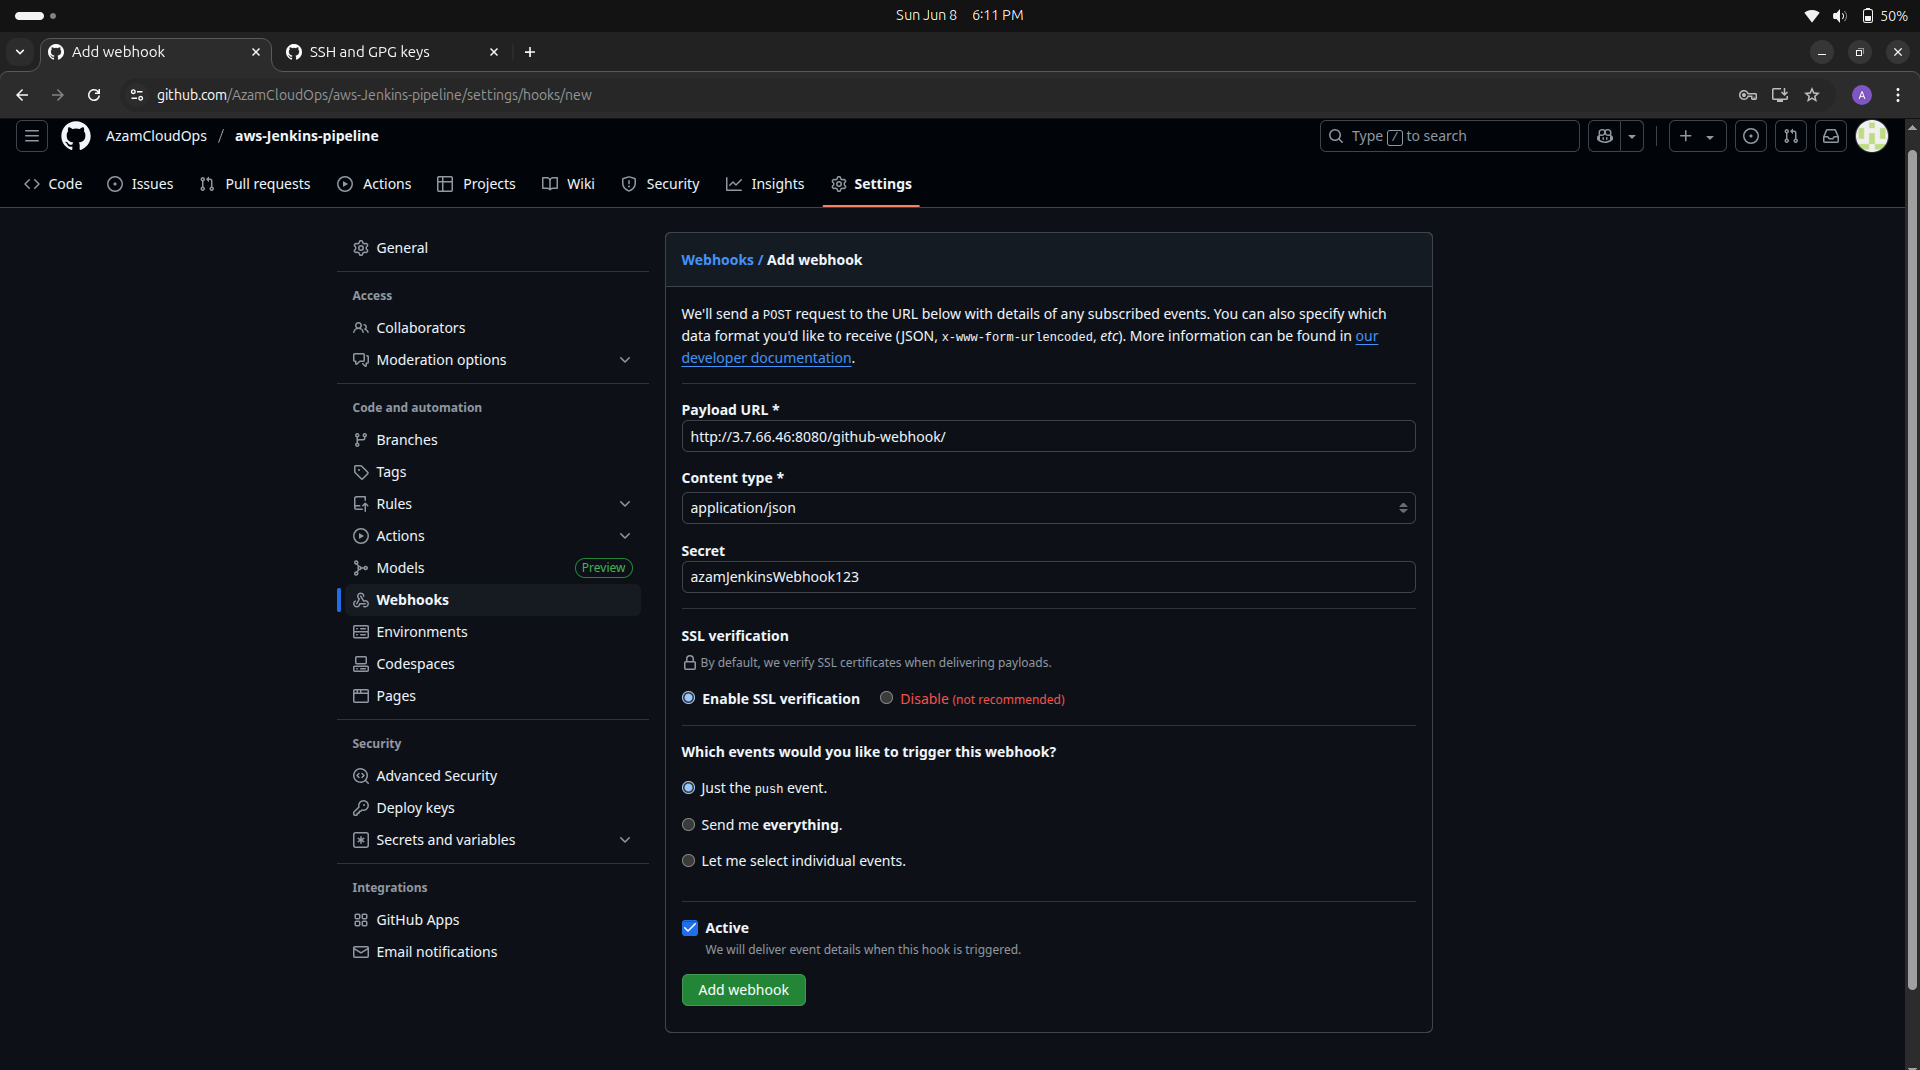 Sun Jun 8 6:11 PM
50%
Add webhook
SSH and GPG keys
github.com/AzamCloudOps/aws-Jenkins-pipeline/settings/hooks/new
A
AzamCloudOps / aws-Jenkins-pipeline
Type / to search
Code
Issues
Pull requests
Actions
Projects
Wiki
Security
Insights
Settings
General
Access
Collaborators
Moderation options
Code and automation
Branches
Tags
Rules
Actions
Models
Preview
Webhooks
Environments
Codespaces
Pages
Security
Advanced Security
Deploy keys
Secrets and variables
Integrations
GitHub Apps
Email notifications
Webhooks / Add webhook
We'll send a POST request to the URL below with details of any subscribed events. You can also specify which
data format you'd like to receive (JSON, x-www-form-urlencoded, etc). More information can be found in our
developer documentation.
Payload URL *
http://3.7.66.46:8080/github-webhook/
Content type *
application/json
Secret
azamJenkinsWebhook123
SSL verification
By default, we verify SSL certificates when delivering payloads.
Enable SSL verification
Disable (not recommended)
Which events would you like to trigger this webhook?
Just the push event.
Send me everything.
Let me select individual events.
Active
We will deliver event details when this hook is triggered.
Add webhook